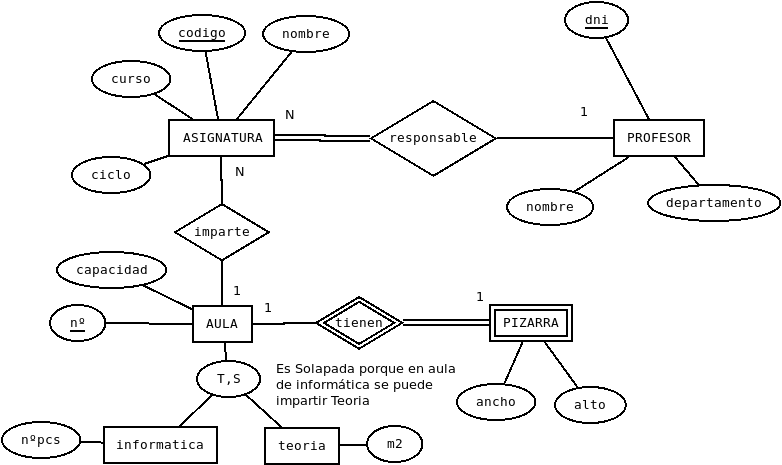 dni
codigo
nombre
curso
N
1
ASIGNATURA
responsable
PROFESOR
ciclo
N
nombre
departamento
imparte
capacidad
1
1
1
nº
AULA
tienen
PIZARRA
Es Solapada porque en aula
de informática se puede
impartir Teoria
T,S
ancho
alto
nºpcs
informatica
teoria
m2